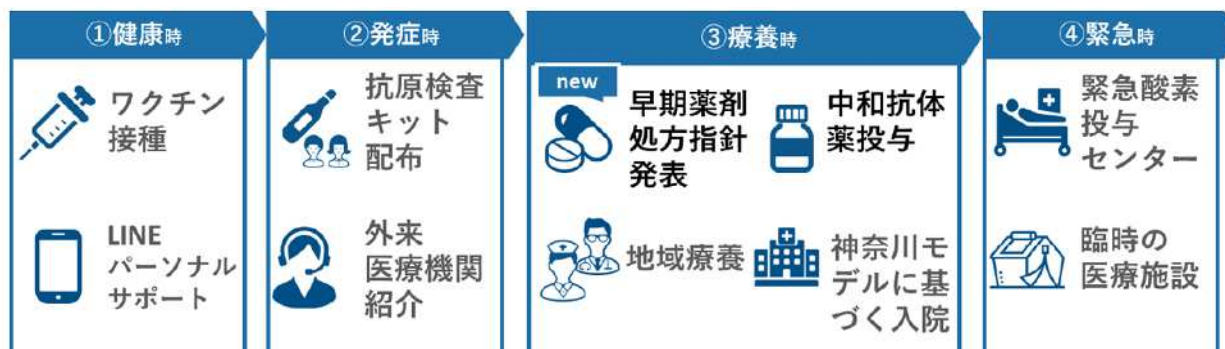 ①健康時
ワクチン
接種
LINE
パーソナル
サポート
②発症時
抗原検査
キット
配布
外来
医療機関
紹介
③療養時
new
早期薬剤
処方指針
発表
中和抗体
薬投与
地域療養
神奈川モ
デルに基
づく入院
④緊急時
緊急酸素
投与
センター
臨時の
医療施設